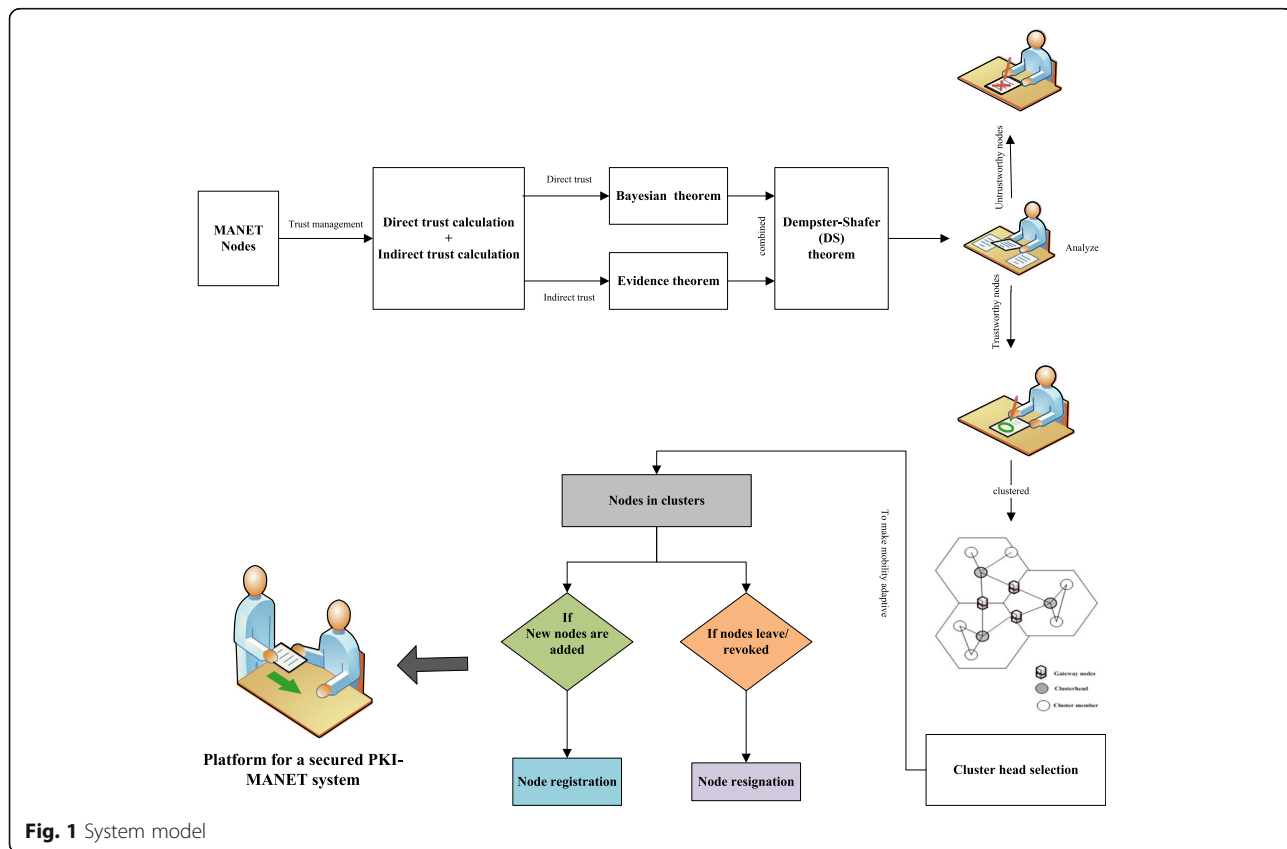 MANET
Nodes
Trust management
Direct trust calculation
+
Indirect trust calculation
Direct trust
Indirect trust
Bayesian theorem
Evidence theorem
combined
Dempster-Shafer
(DS)
theorem
Untrustworthy nodes
Analyze
Trustworthy nodes
clustered
Gateway nodes
Clusterhead
Cluster member
Cluster head selection
To make mobility adaptive
Nodes in clusters
If
New nodes are
added
If nodes leave/
revoked
Node registration
Node resignation
Platform for a secured PKI-
MANET system
Fig. 1 System model